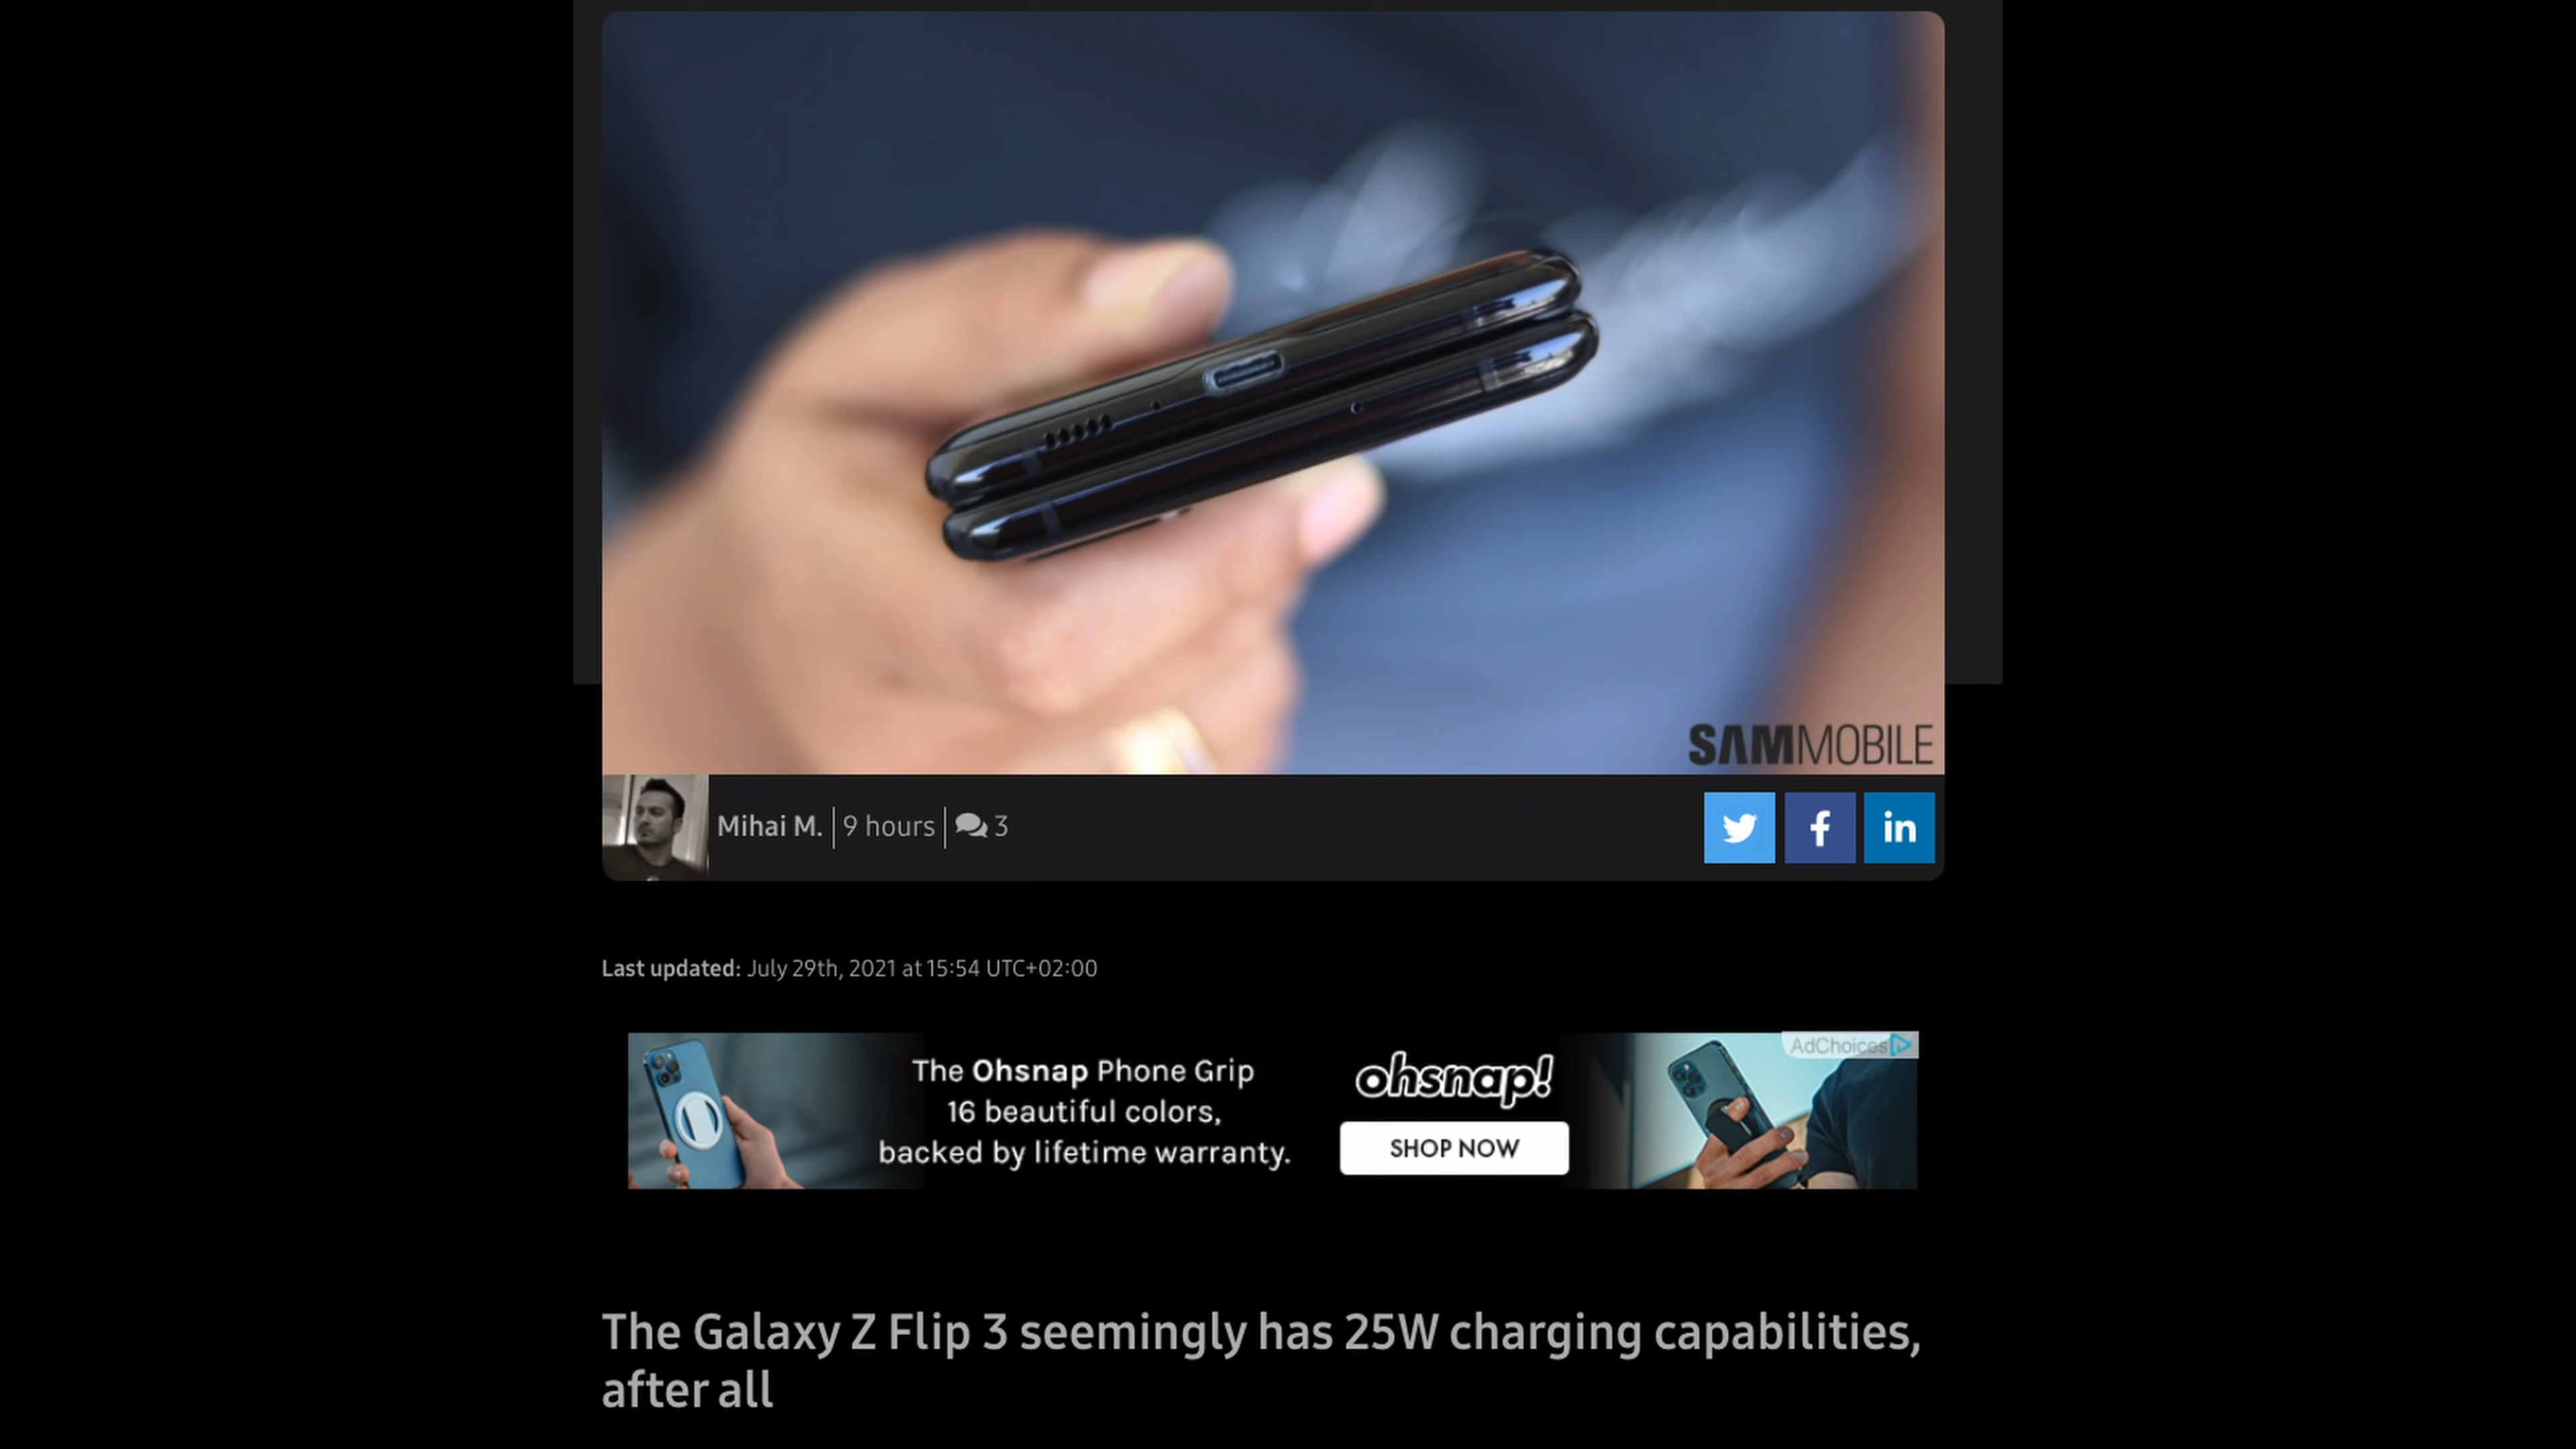 SAMMOBILE
Mihai M. 9 hours 3
Last updated: July 29th, 2021 at 15:54 UTC+02:00
AdChoices
The Ohsnap Phone Grip
16 beautiful colors,
backed by lifetime warranty.
ohsnap!
SHOP NOW
The Galaxy Z Flip 3 seemingly has 25W charging capabilities,
after all